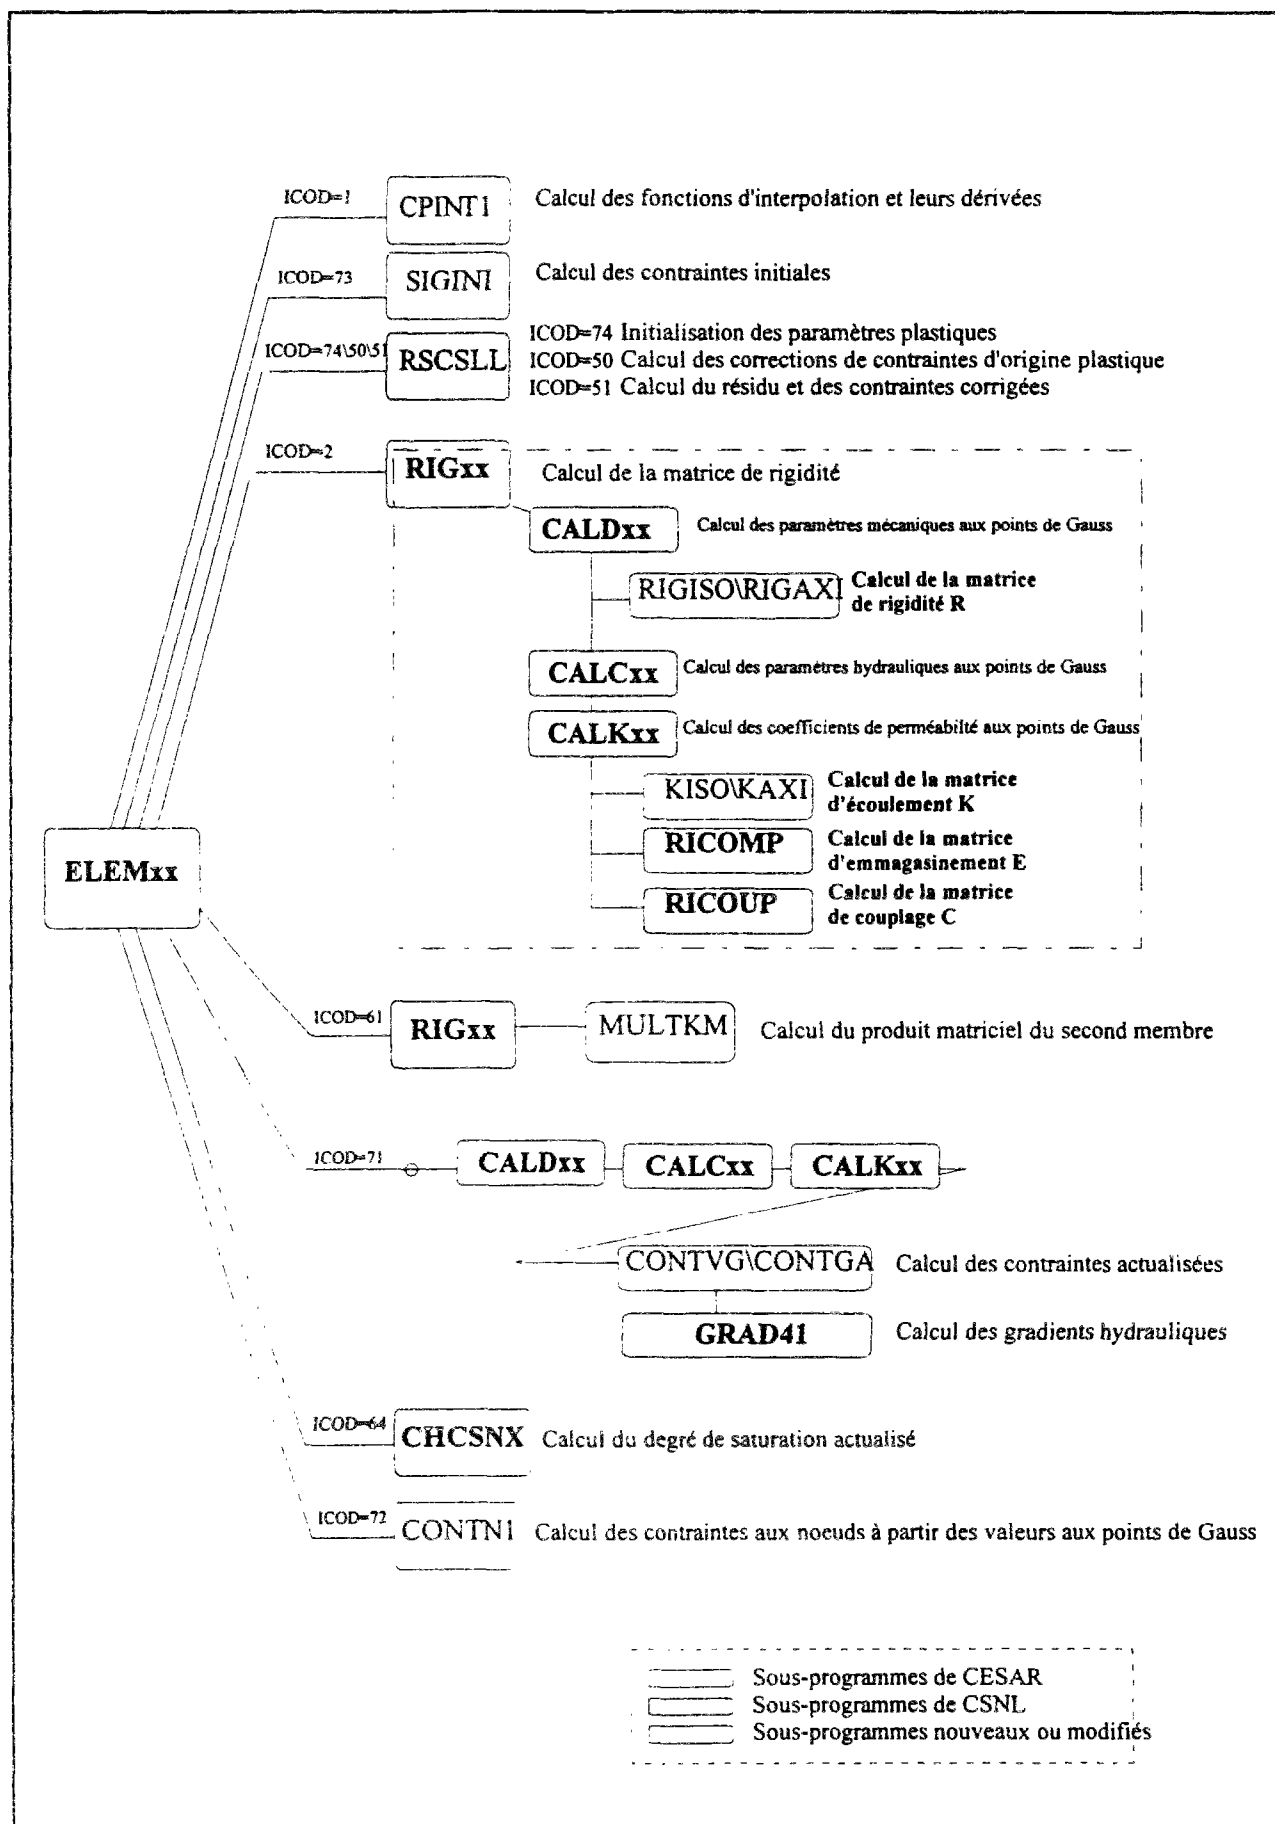 ICOD=1
CPINT1
Calcul des fonctions d'interpolation et leurs dérivées
ICOD=73
SIGINI
Calcul des contraintes initiales
ICOD=74\50\51
RSCSLL
ICOD=74 Initialisation des paramètres plastiques
ICOD=50 Calcul des corrections de contraintes d'origine plastique
ICOD=51 Calcul du résidu et des contraintes corrigées
ICOD=2
RIGxx
Calcul de la matrice de rigidité
CALDxx
Calcul des paramètres mécaniques aux points de Gauss
RIGISO\RIGAXI
Calcul de la matrice
de rigidité R
CALCxx
Calcul des paramètres hydrauliques aux points de Gauss
CALKxx
Calcul des coefficients de perméabilté aux points de Gauss
KISO\KAXI
Calcul de la matrice
d'écoulement K
RICOMP
Calcul de la matrice
d'emmagasinement E
RICOUP
Calcul de la matrice
de couplage C
ELEMxx
ICOD=61
RIGxx
MULTKM
Calcul du produit matriciel du second membre
ICOD=71
CALDxx
CALCxx
CALKxx
CONTVG\CONTGA
Calcul des contraintes actualisées
GRAD41
Calcul des gradients hydrauliques
ICOD=64
CHCSNX
Calcul du degré de saturation actualisé
ICOD=72
CONTN1
Calcul des contraintes aux noeuds à partir des valeurs aux points de Gauss
Sous-programmes de CESAR
Sous-programmes de CSNL
Sous-programmes nouveaux ou modifiés